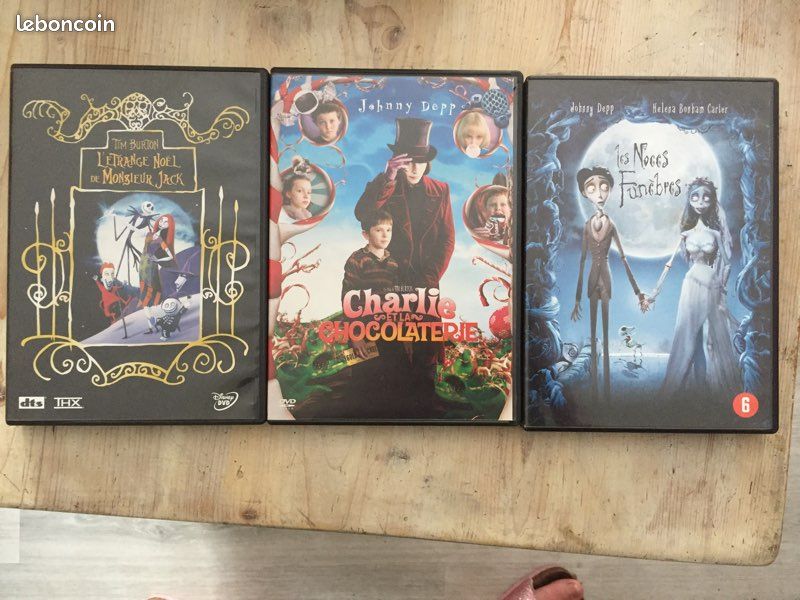 leboncoin
TIM BURTON
L'ÉTRANGE NOËL
DE MONSIEUR JACK
dts
THX
Disney
DVD
Johnny Depp
Charlie
ET LA
CHOCOLATERIE
DVD
Johnny Depp Helena Bonham Carter
Les Noces
Funèbres
6